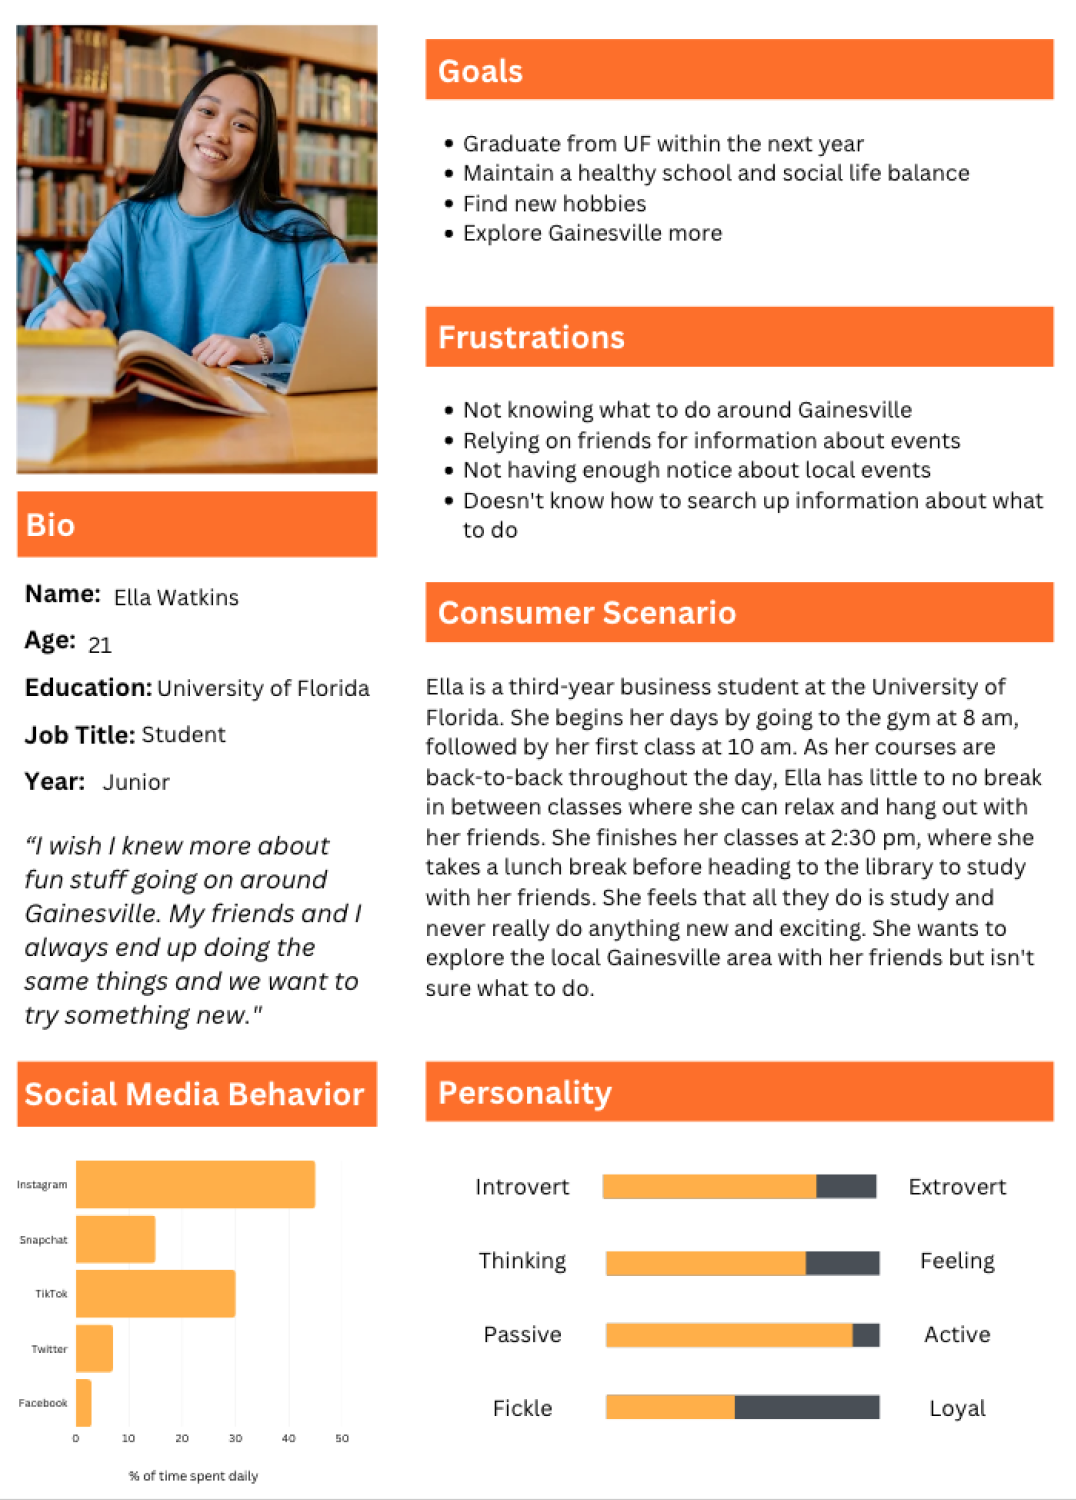 Bio
Name: Ella Watkins
Age: 21
Education: University of Florida
Job Title: Student
Year: Junior
“I wish I knew more about
fun stuff going on around
Gainesville. My friends and I
always end up doing the
same things and we want to
try something new."
Social Media Behavior
Instagram
Snapchat
TikTok
Twitter
Facebook
0 10 20 30 40 50
% of time spent daily
Goals
• Graduate from UF within the next year
• Maintain a healthy school and social life balance
• Find new hobbies
• Explore Gainesville more
Frustrations
• Not knowing what to do around Gainesville
• Relying on friends for information about events
• Not having enough notice about local events
• Doesn't know how to search up information about what
to do
Consumer Scenario
Ella is a third-year business student at the University of
Florida. She begins her days by going to the gym at 8 am,
followed by her first class at 10 am. As her courses are
back-to-back throughout the day, Ella has little to no break
in between classes where she can relax and hang out with
her friends. She finishes her classes at 2:30 pm, where she
takes a lunch break before heading to the library to study
with her friends. She feels that all they do is study and
never really do anything new and exciting. She wants to
explore the local Gainesville area with her friends but isn't
sure what to do.
Personality
Introvert Extrovert
Thinking Feeling
Passive Active
Fickle Loyal